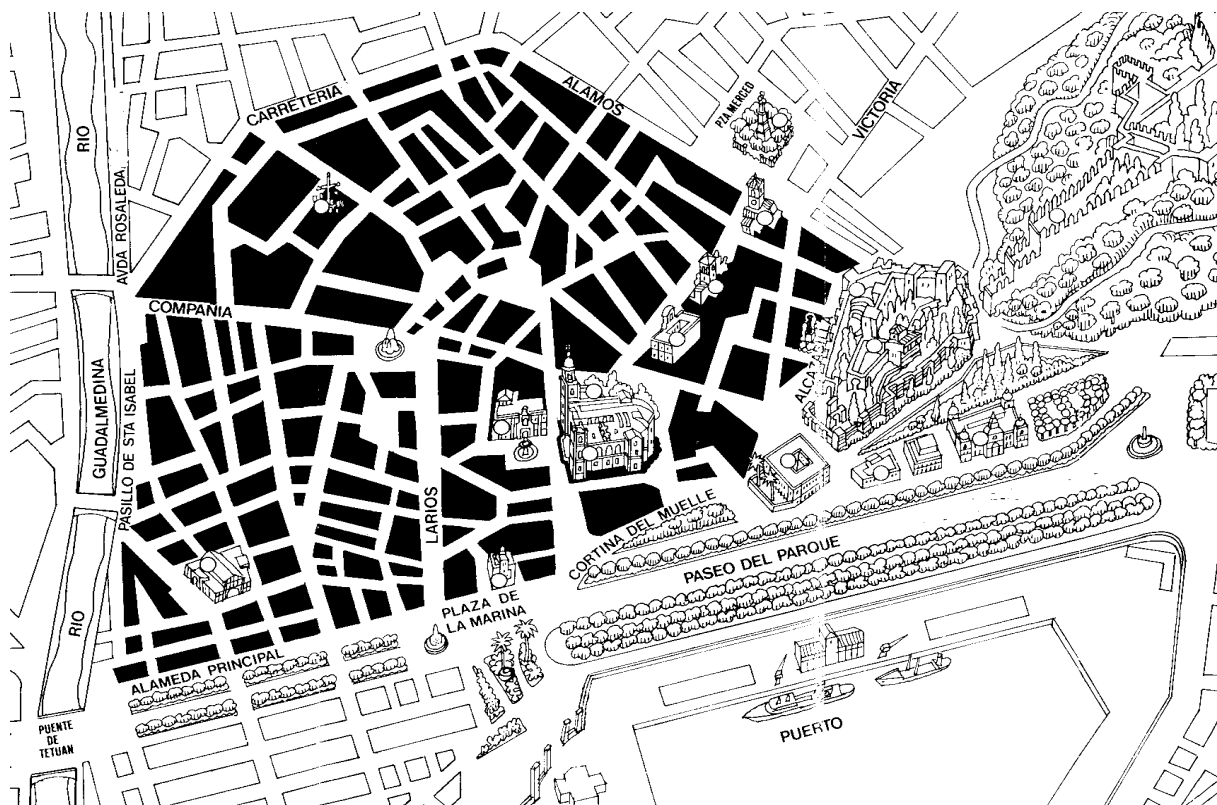 RIO
AVDA ROSALEDA
CARRETERIA
ALAMOS
PZA MERCED
VICTORIA
COMPAÑIA
GUADALMEDINA
PASILLO DE STA ISABEL
LARIOS
CORTINA DEL MUELLE
PASEO DEL PARQUE
RIO
PLAZA DE
LA MARINA
ALAMEDA PRINCIPAL
PUENTE
DE
TETUAN
PUERTO